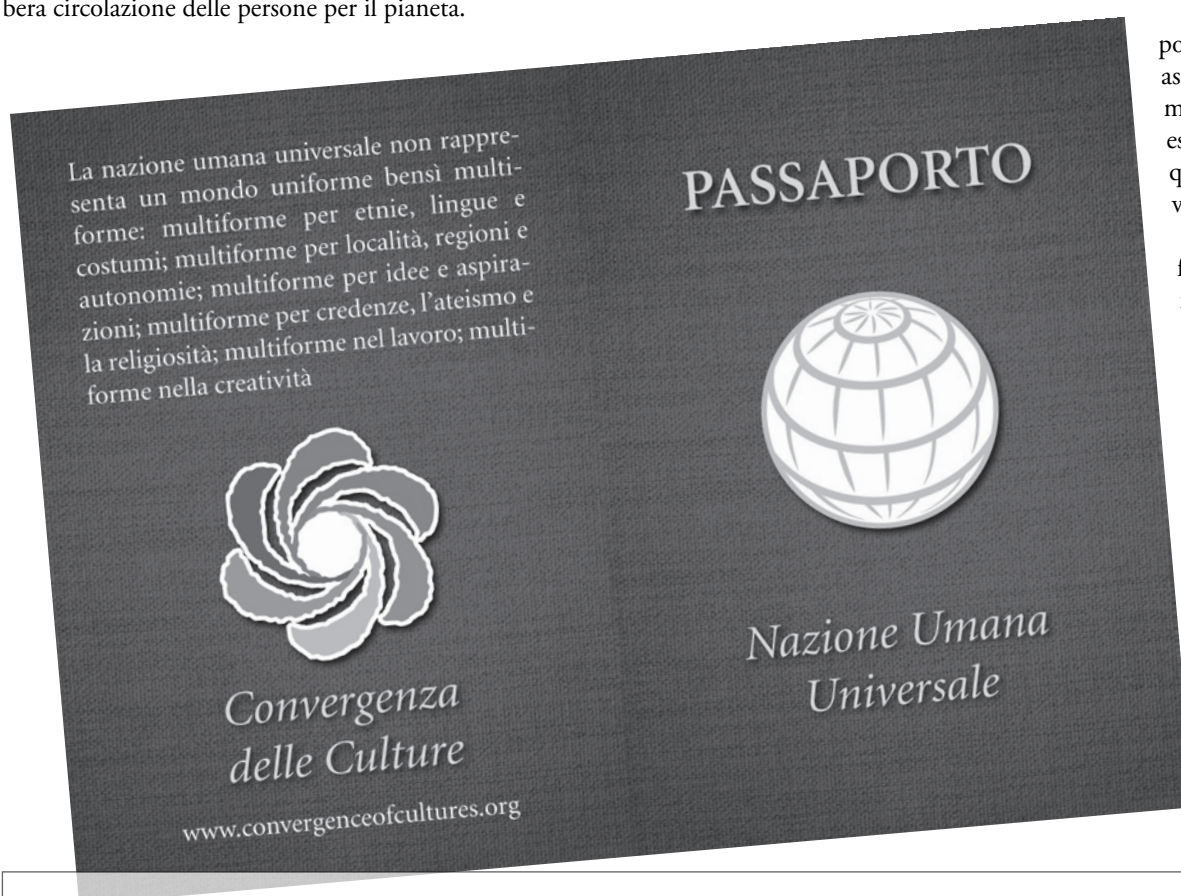 bera circolazione delle persone per il pianeta.
La nazione umana universale non rappre-
senta un mondo uniforme bensì multi-
forme: multiforme per etnie, lingue e
costumi; multiforme per località, regioni e
autonomie; multiforme per idee e aspira-
zioni; multiforme per credenze, l'ateismo e
la religiosità; multiforme nel lavoro; multi-
forme nella creatività
Convergenza
delle Culture
www.convergenceofcultures.org
PASSAPORTO
Nazione Umana
Universale